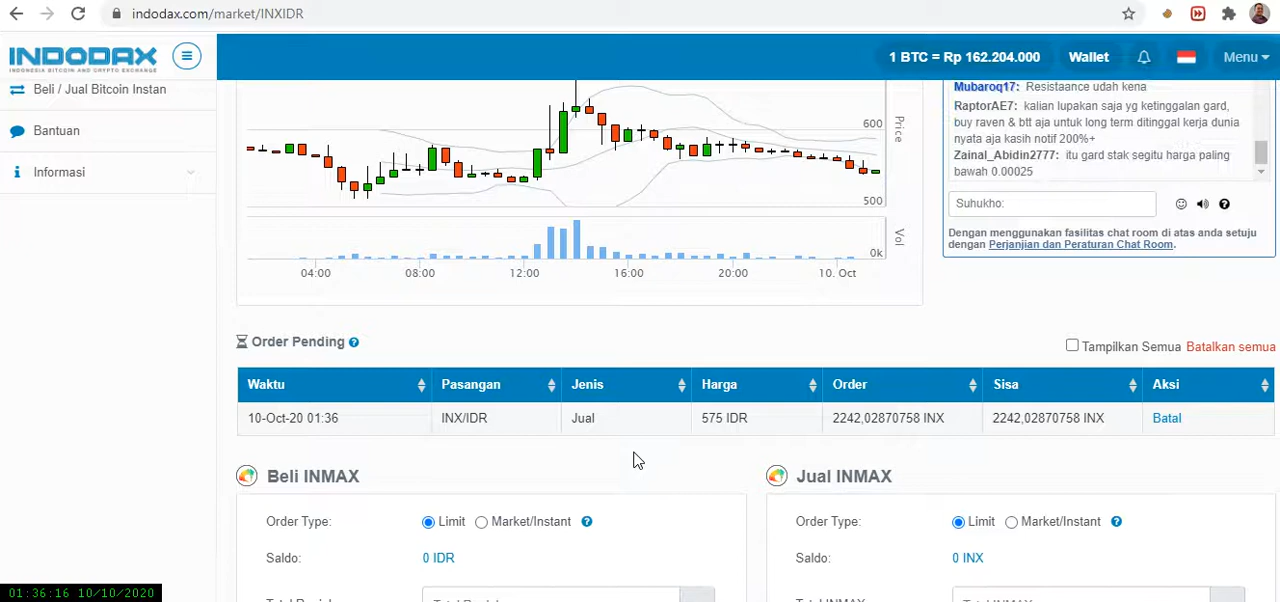 indodax.com/market/INXIDR
INDODAX
INDONESIA BITCOIN AND CRYPTO EXCHANGE
1 BTC = Rp 162.204.000
Wallet
Menu
Beli / Jual Bitcoin Instan
Bantuan
Informasi
600
500
Price
0k
Vol
04:00
08:00
12:00
16:00
20:00
10. Oct
Mubaroq17: Resistaance udah kena
RaptorAE7: kalian lupakan saja yg ketinggalan gard,
buy raven & btt aja untuk long term ditinggal kerja dunia
nyata aja kasih notif 200%+
Zainal_Abidin2777: itu gard stak segitu harga paling
bawah 0.00025
Suhukho:
Dengan menggunakan fasilitas chat room di atas anda setuju
dengan Perjanjian dan Peraturan Chat Room.
Order Pending
Tampilkan Semua Batalkan semua
Waktu Pasangan Jenis Harga Order Sisa Aksi
10-Oct-20 01:36 INX/IDR Jual 575 IDR 2242,02870758 INX 2242,02870758 INX Batal
Beli INMAX
Order Type: Limit Market/Instant
Saldo: 0 IDR
Jual INMAX
Order Type: Limit Market/Instant
Saldo: 0 INX
01:36:16 10/10/2020